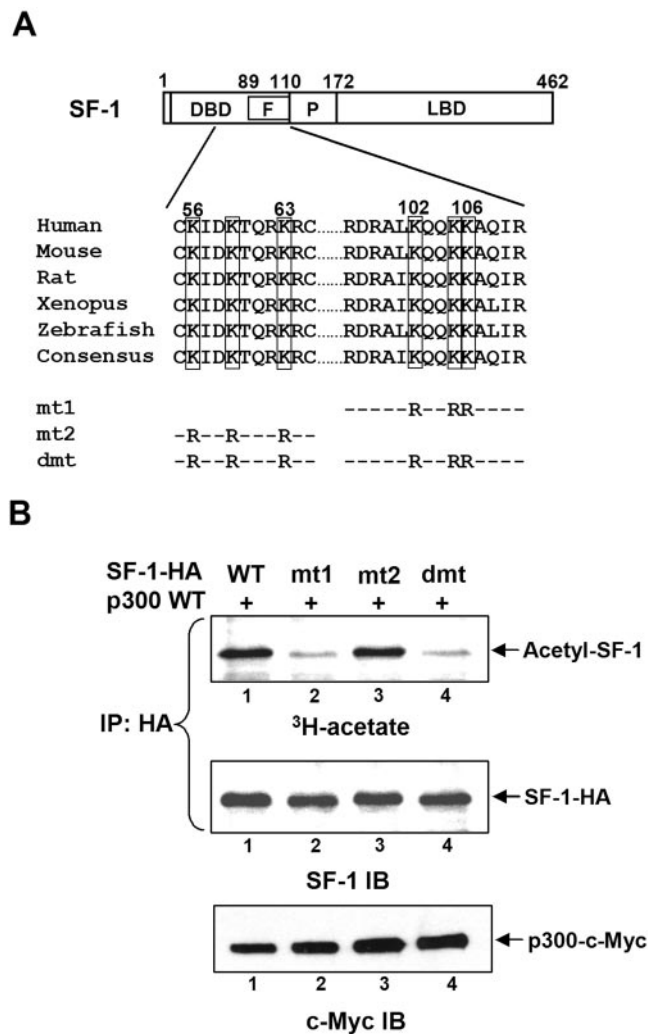 A
1 89 110 172 462
SF-1 DBD F P LBD
56 63 102 106
Human CKIDKTQRKRC......RDRALKQQKKAQIR
Mouse CKIDKTQRKRC......RDRALKQQKKAQIR
Rat CKIDKTQRKRC......RDRALKQQKKAQIR
Xenopus CKIDKTQRKRC......RDRALKQQKKALIR
Zebrafish CKIDKTQRKRC......RDRALKQQKKALIR
Consensus CKIDKTQRKRC......RDRAIKQQKKAQIR
mt1 -----R--RR----
mt2 -R--R---R--
dmt -R--R---R-- -----R--RR----
B
SF-1-HA WT mt1 mt2 dmt
p300 WT + + + +
Acetyl-SF-1
1 2 3 4
IP: HA
³H-acetate
SF-1-HA
1 2 3 4
SF-1 IB
p300-c-Myc
1 2 3 4
c-Myc IB